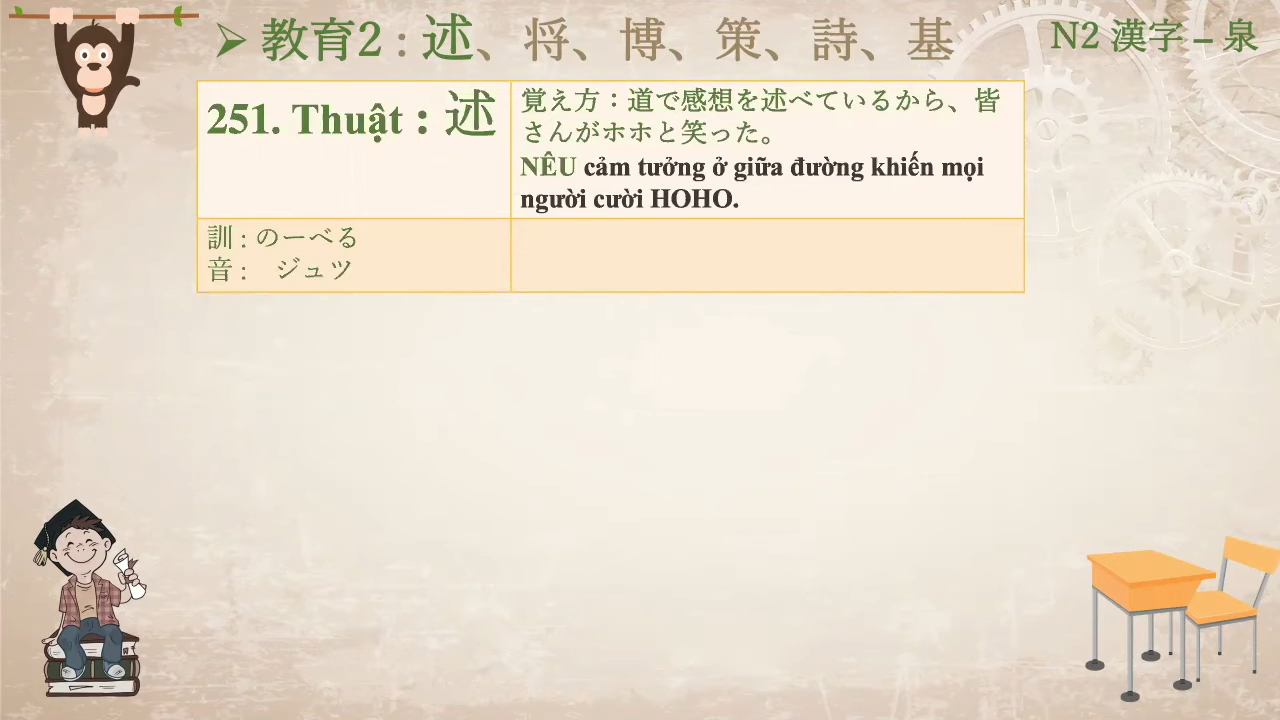 ➢ 教育2 : 述、将、博、策、詩、基
N2 漢字 – 泉
251. Thuật : 述
覚え方：道で感想を述べているから、皆
さんがホホと笑った。
NÊU cảm tưởng ở giữa đường khiến mọi
người cười HOHO.
訓 : のーべる
音 : ジュツ